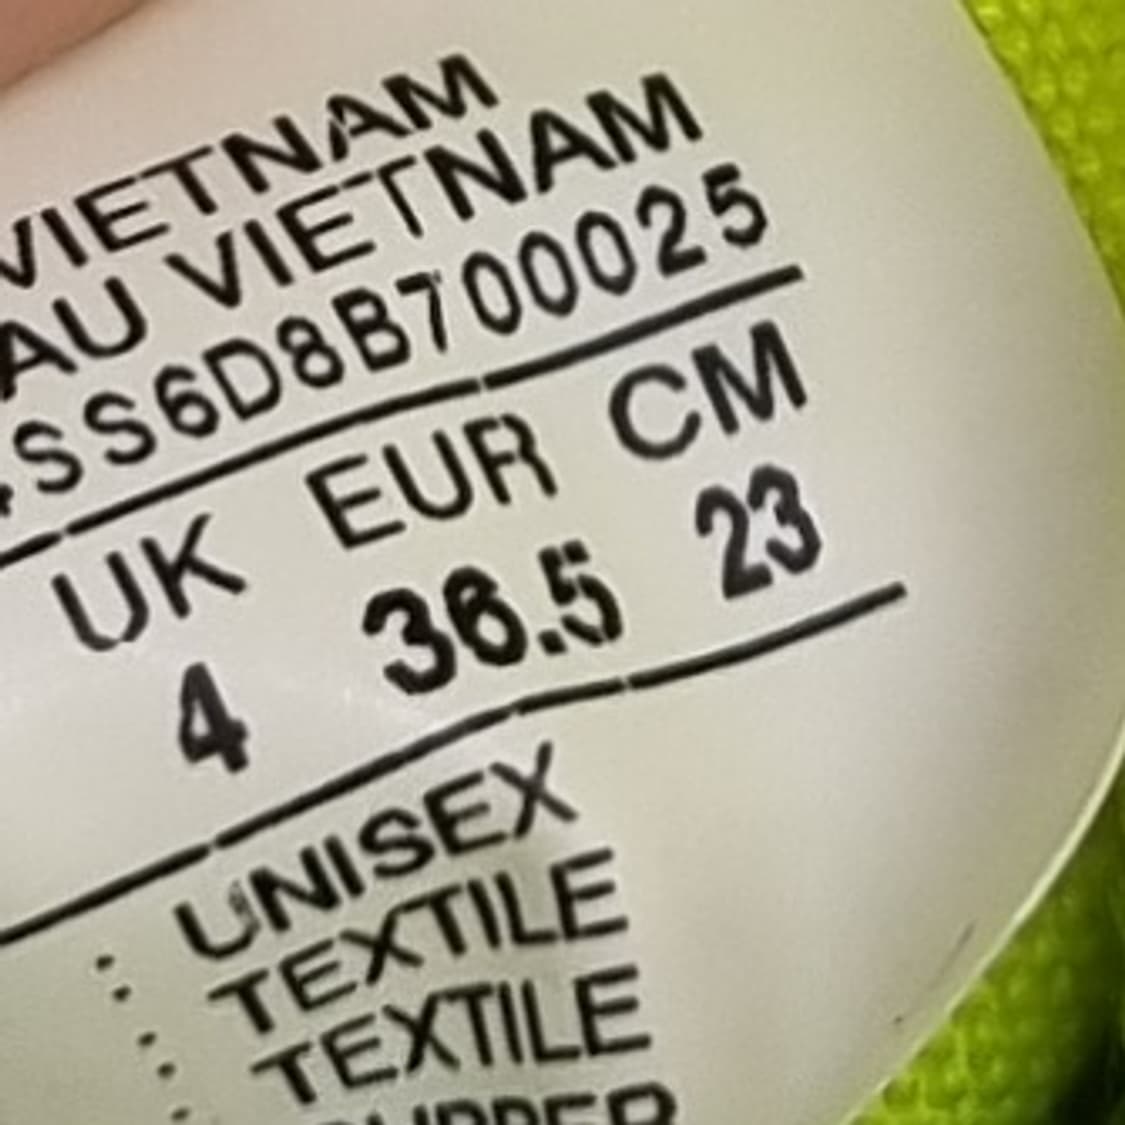 VIETNAM
AU VIETNAM
SS6D8B700025
UK EUR CM
4 36.5 23
: UNISEX
: TEXTILE
: TEXTILE